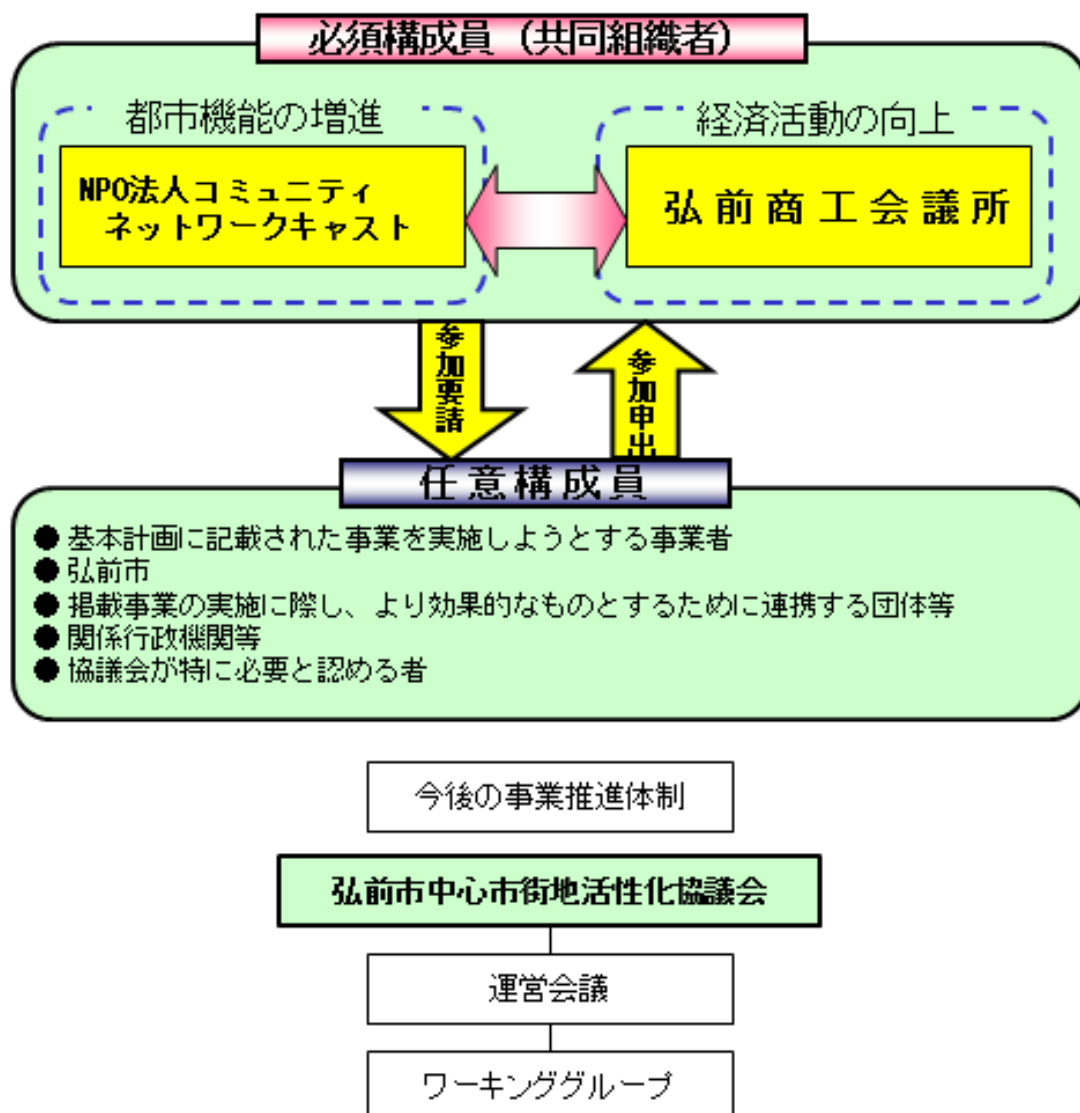 必須構成員（共同組織者）
都市機能の増進
経済活動の向上
NPO法人コミュニティ
ネットワークキャスト
弘前商工会議所
参加要請
参加申出
任意構成員
● 基本計画に記載された事業を実施しようとする事業者
● 弘前市
● 掲載事業の実施に際し、より効果的なものとするために連携する団体等
● 関係行政機関等
● 協議会が特に必要と認める者
今後の事業推進体制
弘前市中心市街地活性化協議会
運営会議
ワーキンググループ